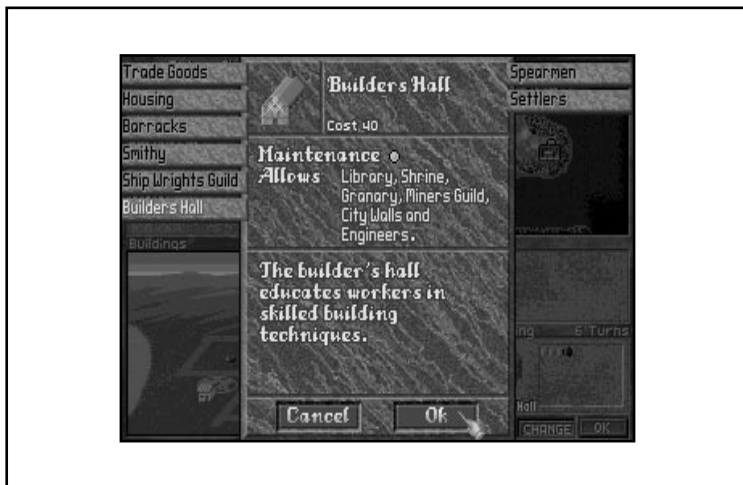 Trade Goods
Housing
Barracks
Smithy
Ship Wrights Guild
Builders Hall
Buildings
Builders Hall
Cost 40
Maintenance
Allows Library, Shrine,
Granary, Miners Guild,
City Walls and
Engineers.
The builder's hall
educates workers in
skilled building
techniques.
Cancel Ok
Spearmen
Settlers
ng 6 Turns
Hall
CHANGE OK